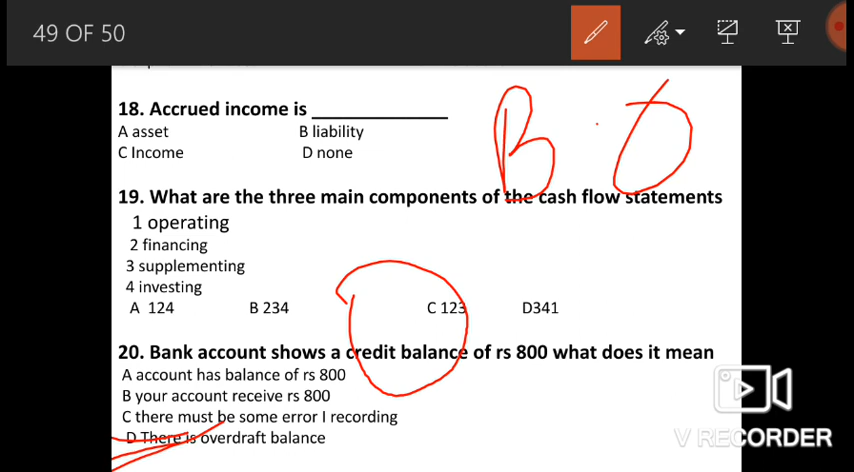 49 OF 50
18. Accrued income is ______________
A asset B liability
C Income D none
B D
19. What are the three main components of the cash flow statements
1 operating
2 financing
3 supplementing
4 investing
A 124 B 234 C 123 D341
20. Bank account shows a credit balance of rs 800 what does it mean
A account has balance of rs 800
B your account receive rs 800
C there must be some error I recording
D There is overdraft balance
V RECORDER